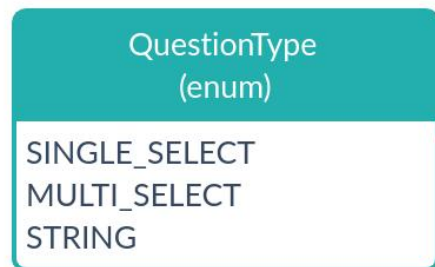 QuestionType
(enum)
SINGLE_SELECT
MULTI_SELECT
STRING